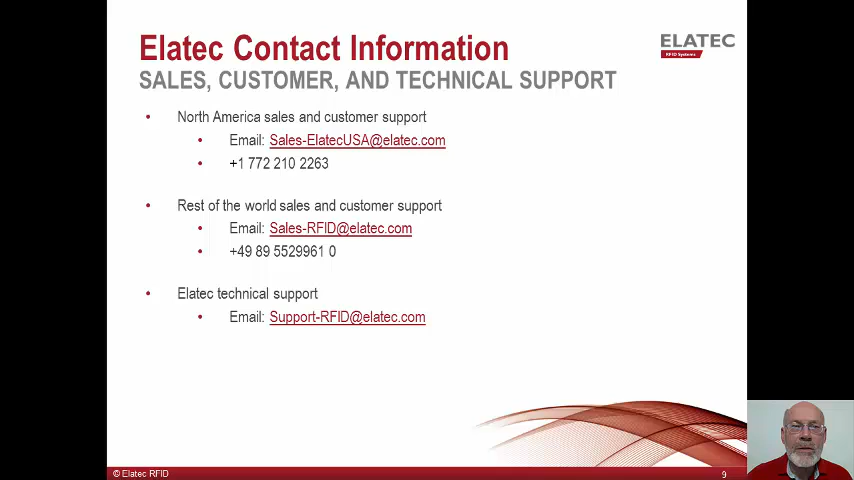 Elatec Contact Information
SALES, CUSTOMER, AND TECHNICAL SUPPORT
ELATEC
RFID Systems
• North America sales and customer support
• Email: Sales-ElatecUSA@elatec.com
• +1 772 210 2263
• Rest of the world sales and customer support
• Email: Sales-RFID@elatec.com
• +49 89 5529961 0
• Elatec technical support
• Email: Support-RFID@elatec.com
© Elatec RFID
9